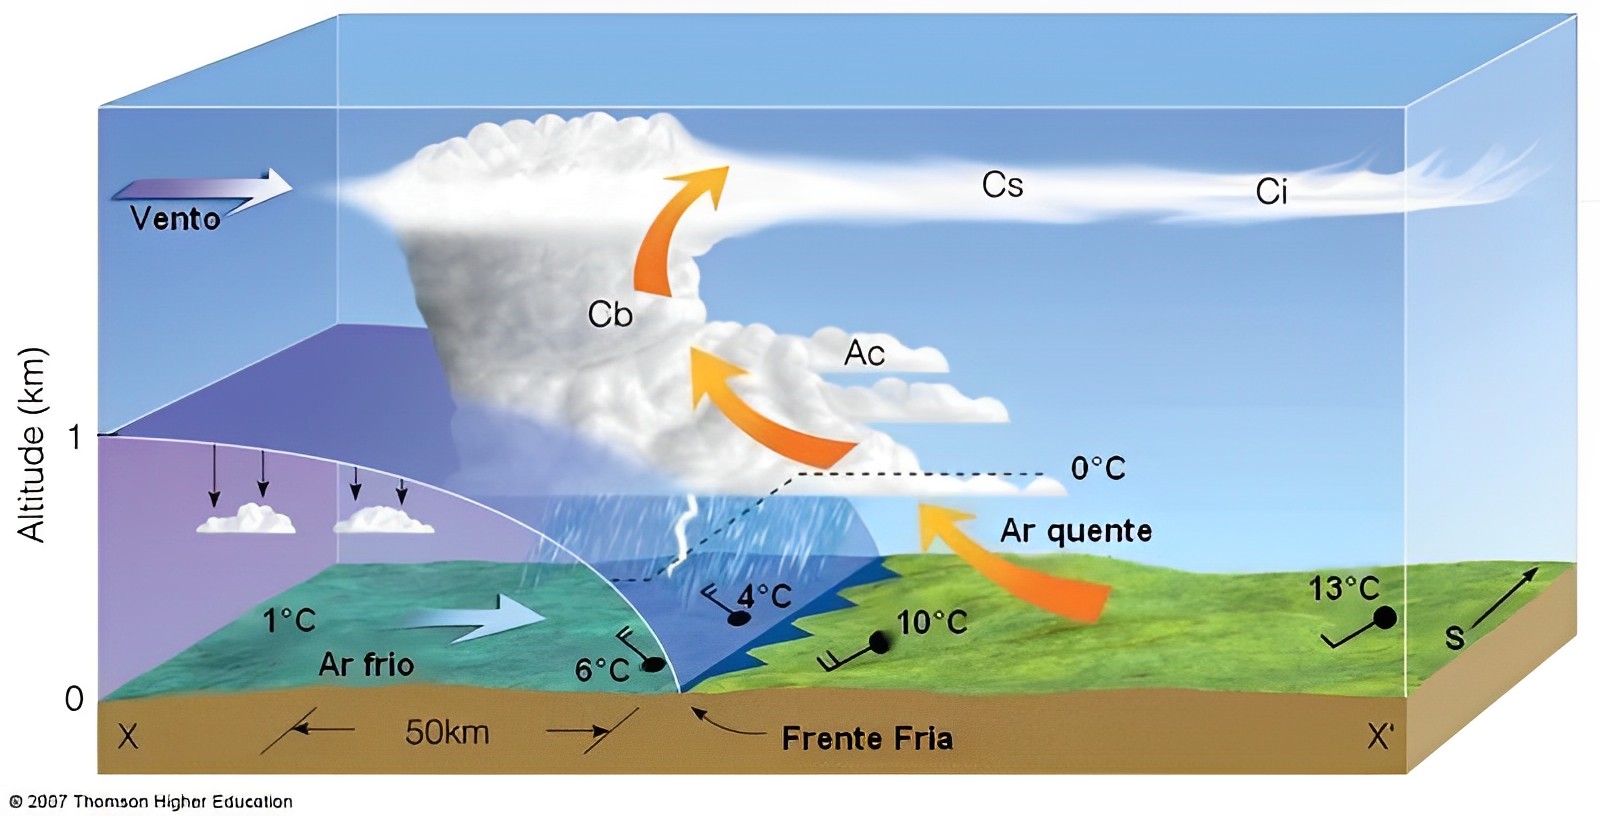 Vento
Cs
Ci
Cb
Ac
Altitude (km)
1
0°C
Ar quente
1°C
Ar frio
6°C
4°C
10°C
13°C
S
0
X
50km
Frente Fria
X'
© 2007 Thomson Higher Education